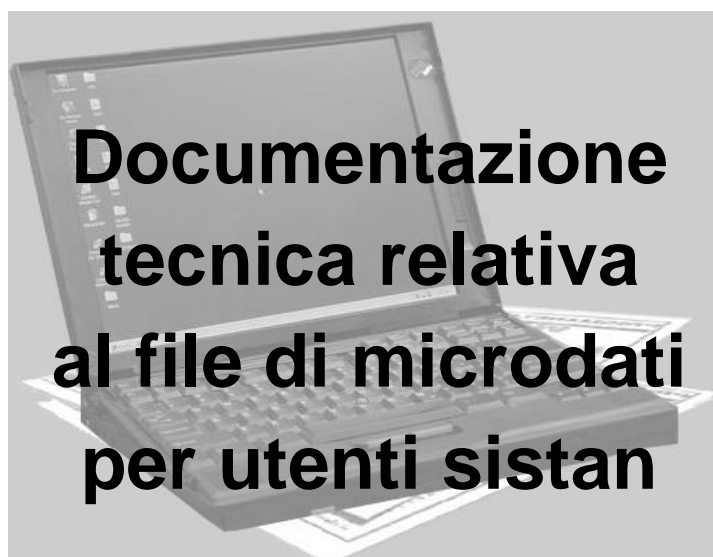 Documentazione
tecnica relativa
al file di microdati
per utenti sistan